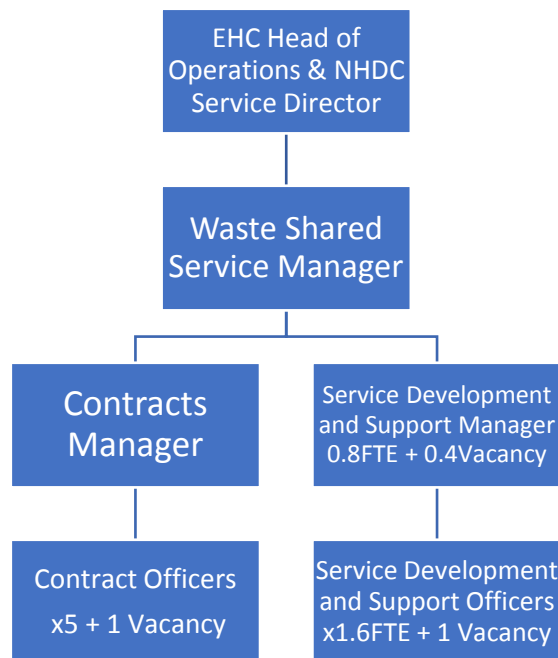 EHC Head of
Operations & NHDC
Service Director
Waste Shared
Service Manager
Contracts
Manager
Service Development
and Support Manager
0.8FTE + 0.4Vacancy
Contract Officers
x5 + 1 Vacancy
Service Development
and Support Officers
x1.6FTE + 1 Vacancy